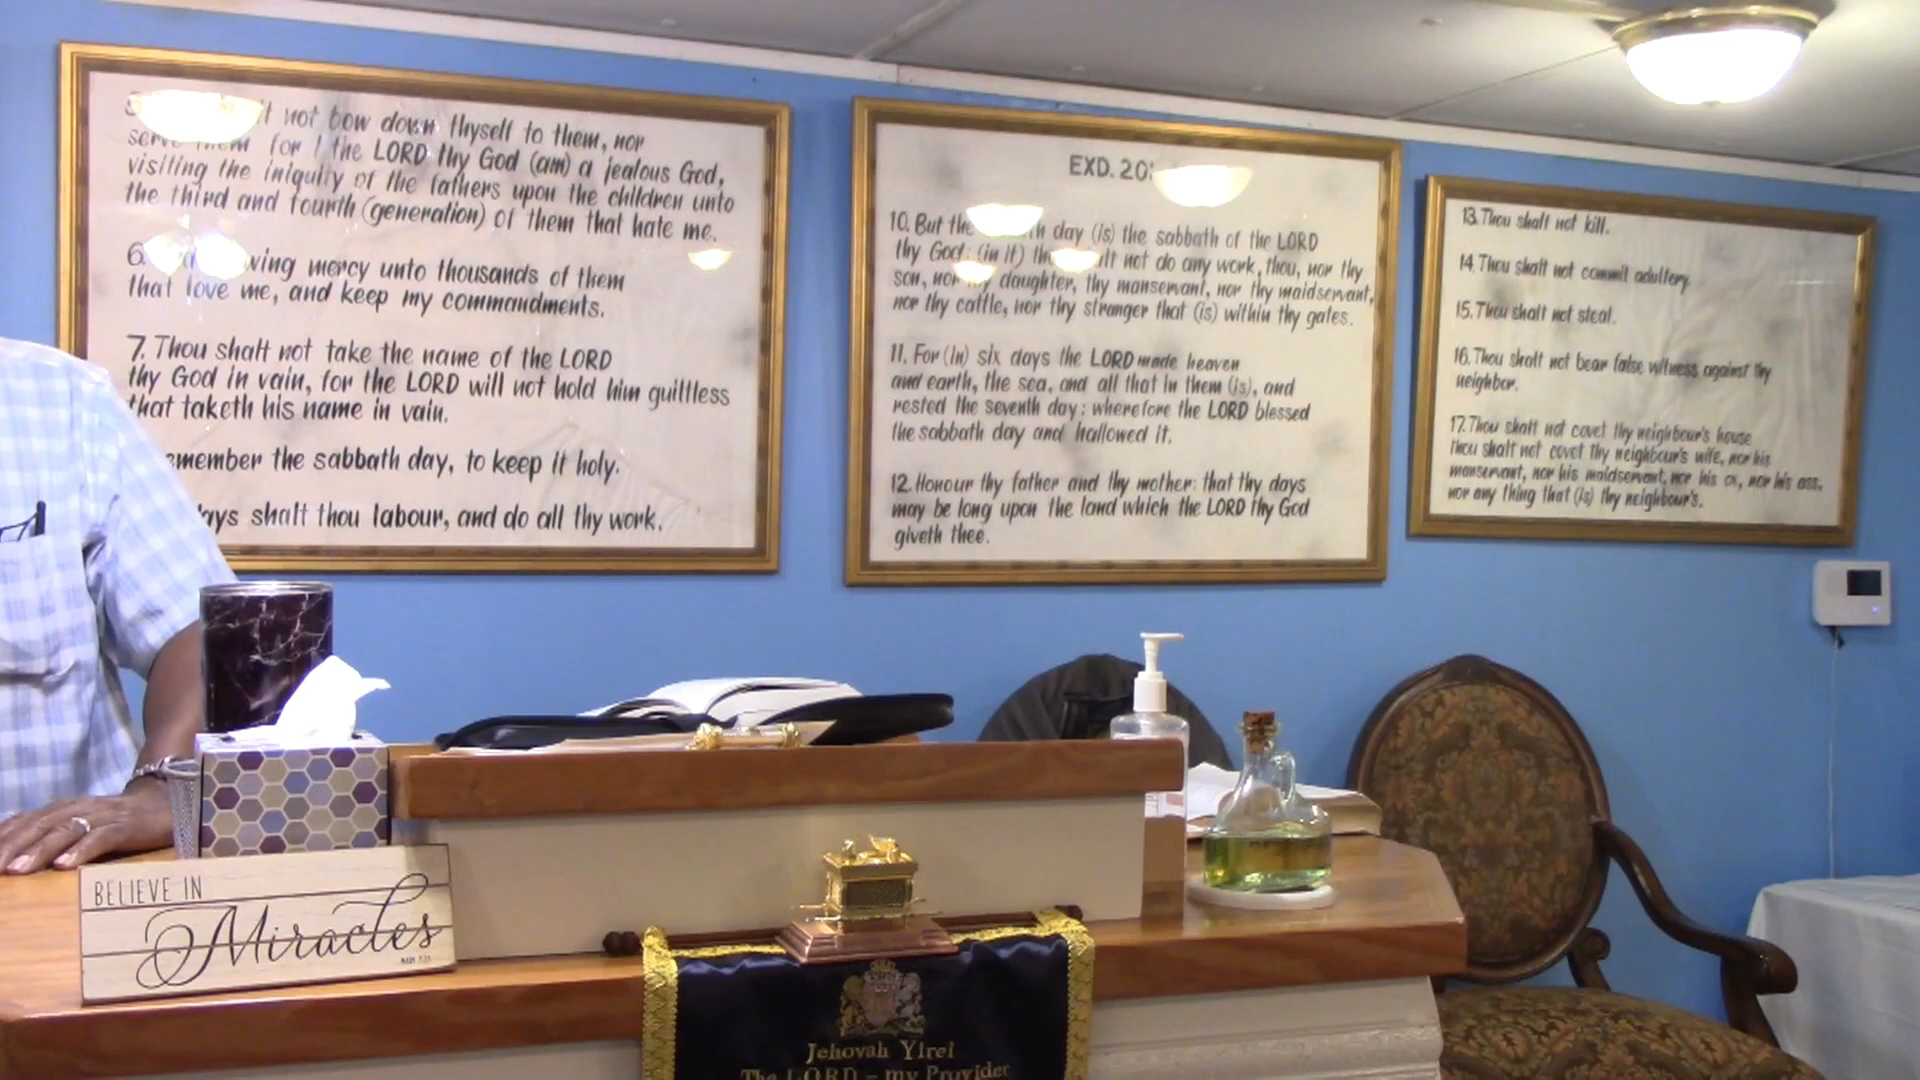 not bow down thyself to them, nor
serve them for I the LORD thy God (am) a jealous God,
visiting the iniquity of the fathers upon the children unto
the third and fourth (generation) of them that hate me.
6. wing mercy unto thousands of them
that love me, and keep my commandments.
7. Thou shalt not take the name of the LORD
thy God in vain, for the LORD will not hold him guiltless
that taketh his name in vain.
emember the sabbath day, to keep it holy.
days shalt thou labour, and do all thy work.
EXD. 20:
10. But the day (is) the sabbath of the LORD
thy God: (in it) not do any work, thou, nor thy
son, nor thy daughter, thy manservant, nor thy maidservant,
nor thy cattle, nor thy stranger that (is) within thy gates.
11. For (in) six days the LORD made heaven
and earth, the sea, and all that in them (is), and
rested the seventh day; wherefore the LORD blessed
the sabbath day and hallowed it.
12. Honour thy father and thy mother: that thy days
may be long upon the land which the LORD thy God
giveth thee.
13. Thou shalt not kill.
14. Thou shalt not commit adultery.
15. Thou shalt not steal.
16. Thou shalt not bear false witness against thy
neighbor.
17. Thou shalt not covet thy neighbour's house
thou shalt not covet thy neighbour's wife, nor his
manservant, nor his maidservant, nor his ox, nor his ass,
nor any thing that (is) thy neighbour's.
BELIEVE IN
Miracles
Jehovah Yirei
The LORD - my Provider